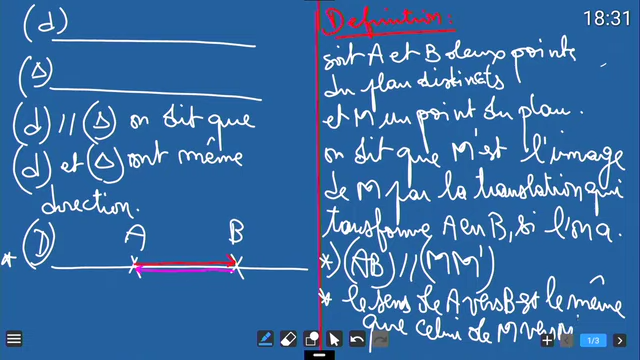 (d)
(Δ)
(d) // (Δ) on dit que
(d) et (Δ) ont même
direction.
* (D) A B
Definition:
soit A et B deux points
du plan distincts
et M un point du plan.
on dit que M' est l'image
de M par la translation qui
transforme A en B, si l'on a.
*) (AB) // (MM')
* le sens de A vers B est le même
que celui de M vers
18:31
1/3